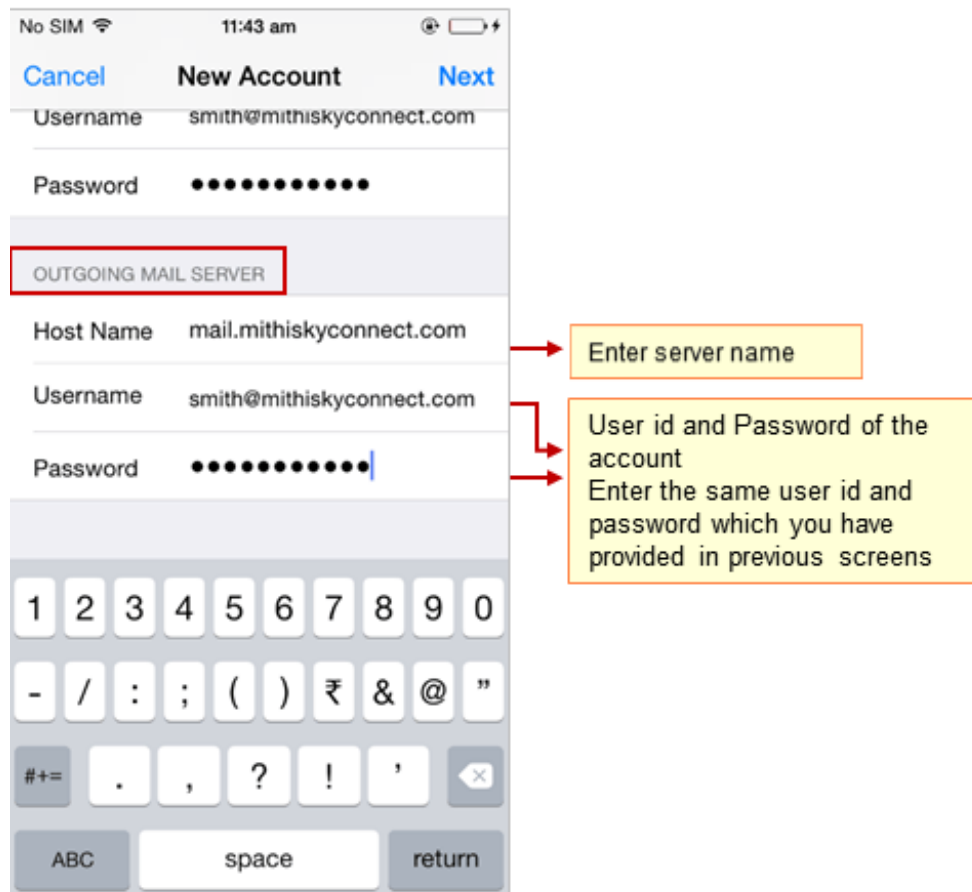 No SIM 11:43 am
Cancel New Account Next
Username smith@mithiskyconnect.com
Password ●●●●●●●●●●●
OUTGOING MAIL SERVER
Host Name mail.mithiskyconnect.com
Enter server name
Username smith@mithiskyconnect.com
Password ●●●●●●●●●●●
User id and Password of the
account
Enter the same user id and
password which you have
provided in previous screens
1 2 3 4 5 6 7 8 9 0
- / : ; ( ) ₹ & @ ”
#+= . , ? ! ’
ABC space return